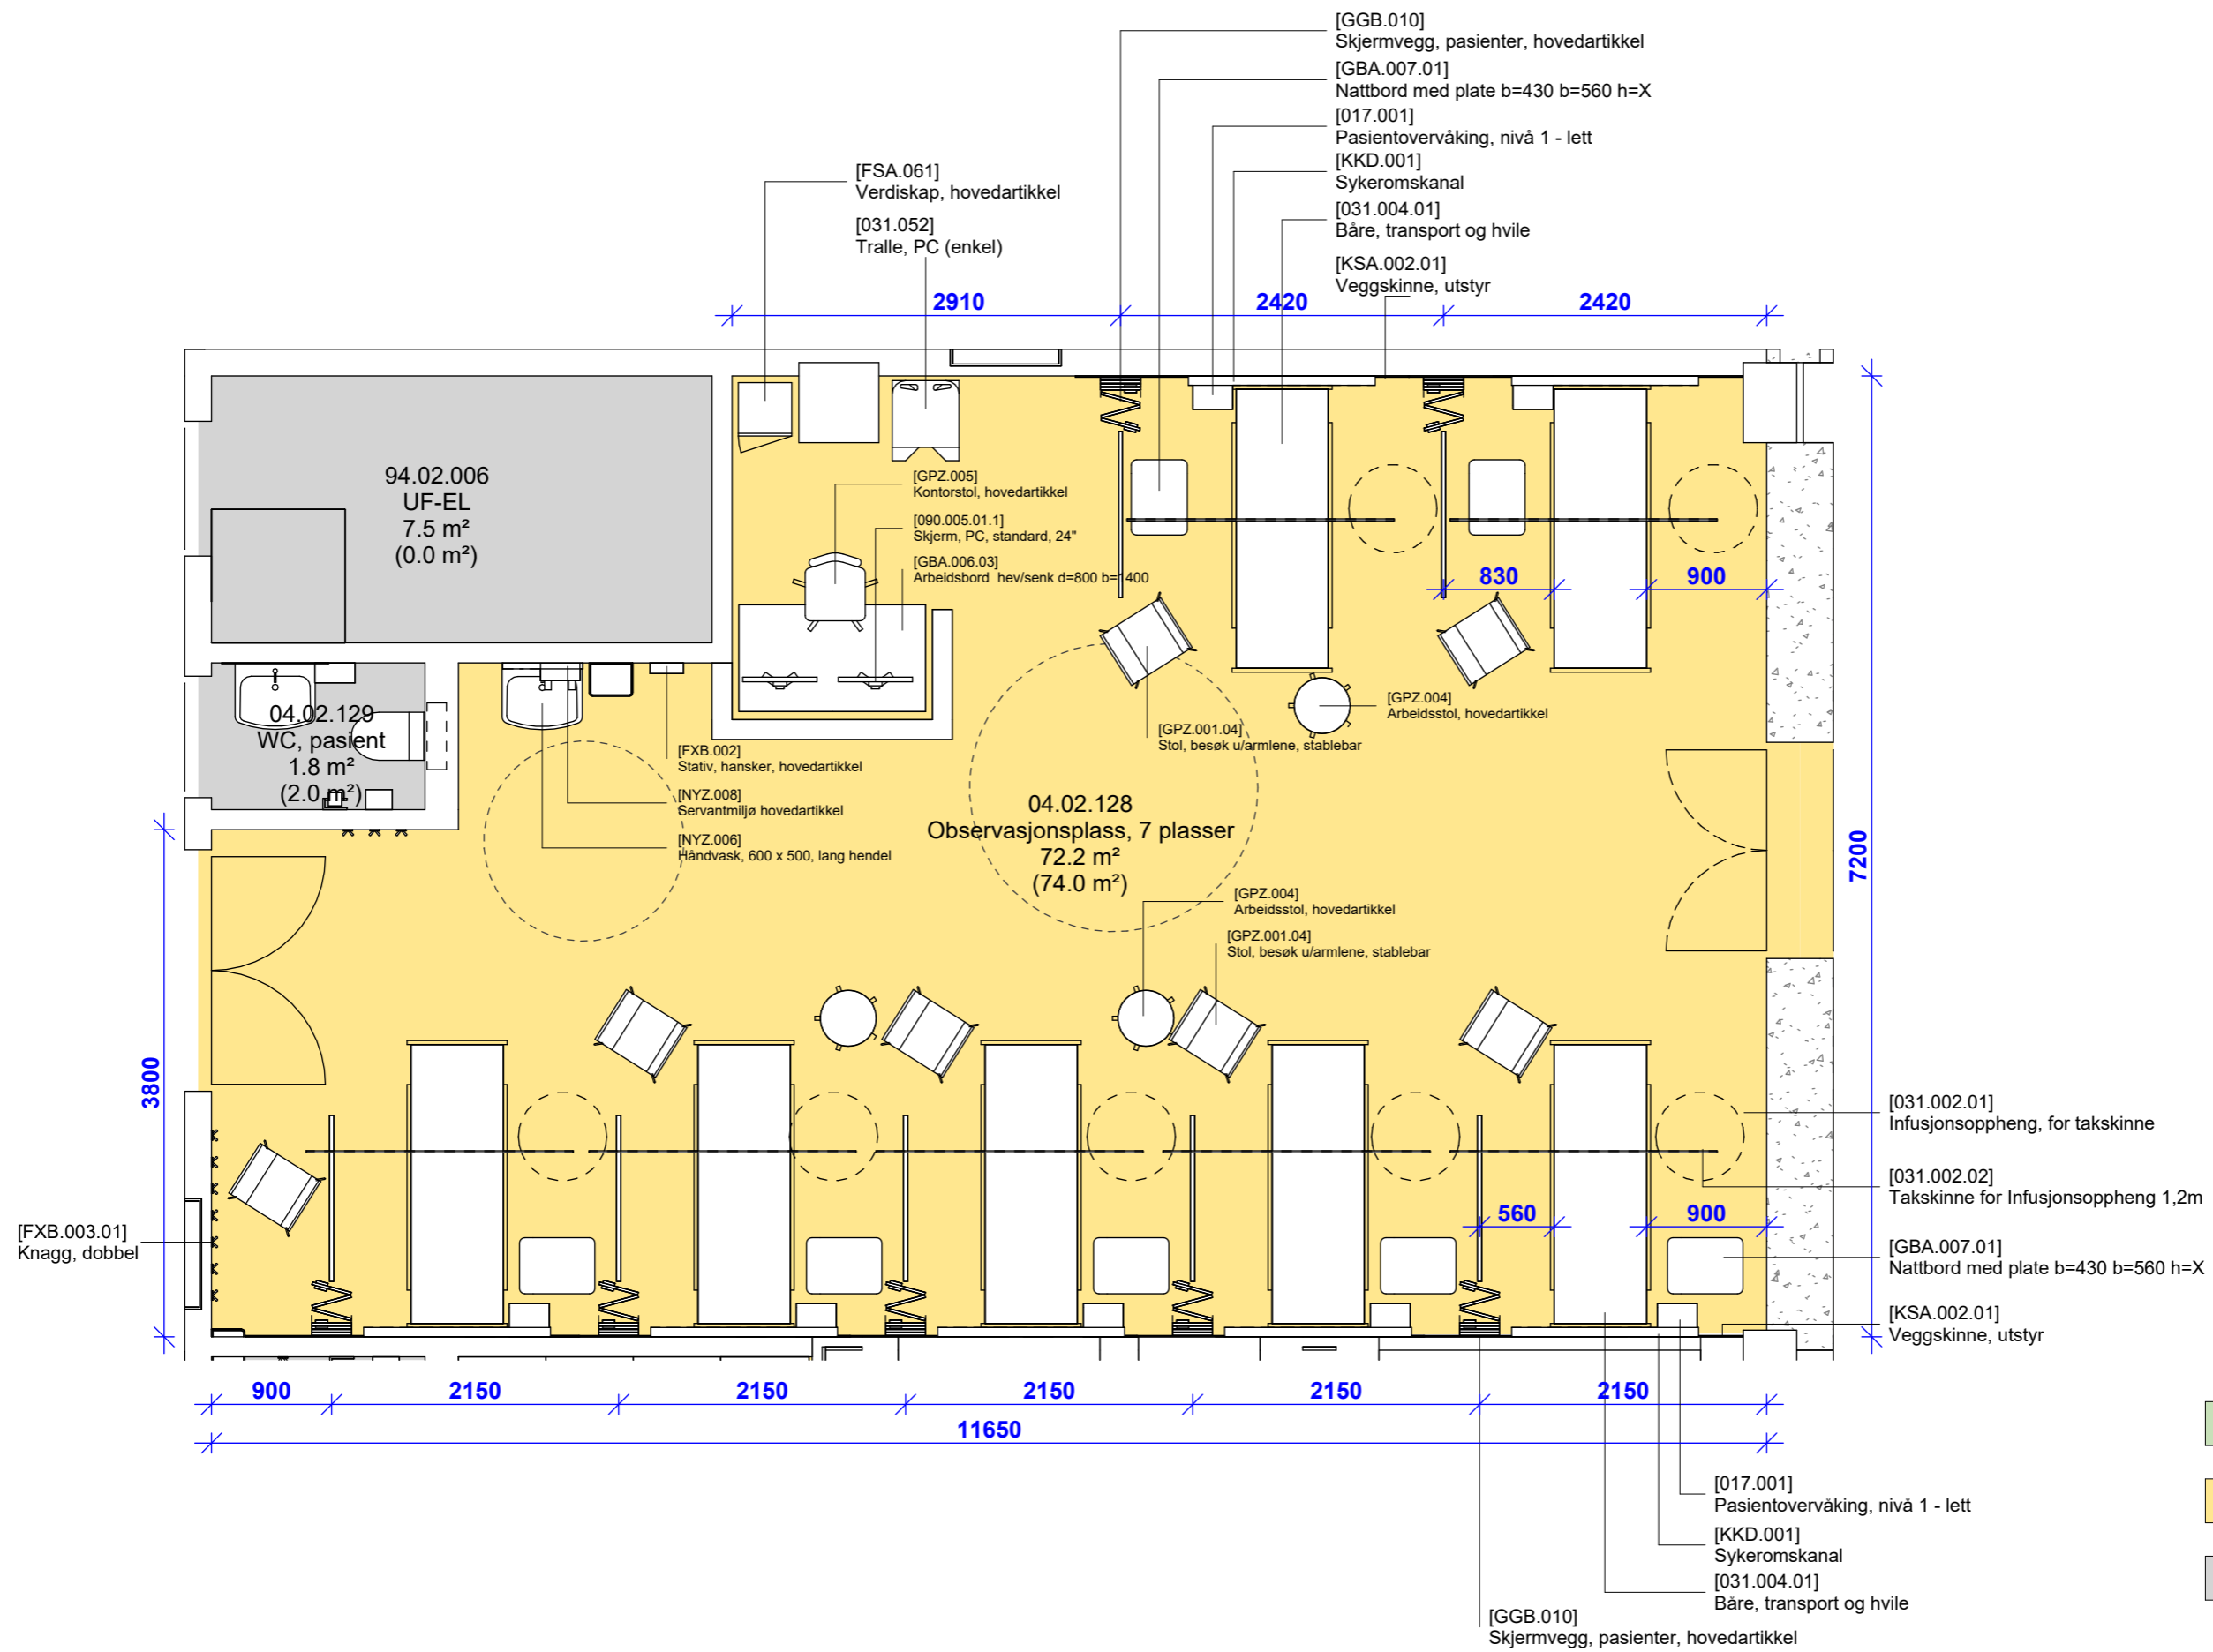 [GGB.010]
Skjermvegg, pasienter, hovedartikkel
[GBA.007.01]
Nattbord med plate b=430 b=560 h=X
[017.001]
Pasientovervåking, nivå 1 - lett
[KKD.001]
Sykeromskanal
[031.004.01]
Båre, transport og hvile
[KSA.002.01]
Veggskinne, utstyr
[FSA.061]
Verdiskap, hovedartikkel
[031.052]
Tralle, PC (enkel)
2910
2420
2420
94.02.006
UF-EL
7.5 m²
(0.0 m²)
[GPZ.005]
Kontorstol, hovedartikkel
[090.005.01.1]
Skjerm, PC, standard, 24"
[GBA.006.03]
Arbeidsbord hev/senk d=800 b=1400
830
900
04.02.129
WC, pasient
1.8 m²
(2.0 m²)
[GPZ.004]
Arbeidsstol, hovedartikkel
[GPZ.001.04]
Stol, besøk u/armlene, stablebar
[FXB.002]
Stativ, hansker, hovedartikkel
[NYZ.008]
Servantmiljø hovedartikkel
[NYZ.006]
Håndvask, 600 x 500, lang hendel
04.02.128
Observasjonsplass, 7 plasser
72.2 m²
(74.0 m²)
7200
[GPZ.004]
Arbeidsstol, hovedartikkel
[GPZ.001.04]
Stol, besøk u/armlene, stablebar
3800
[031.002.01]
Infusjonsoppheng, for takskinne
[031.002.02]
Takskinne for Infusjonsoppheng 1,2m
560
900
[FXB.003.01]
Knagg, dobbel
[GBA.007.01]
Nattbord med plate b=430 b=560 h=X
[KSA.002.01]
Veggskinne, utstyr
900
2150
2150
2150
2150
2150
11650
[017.001]
Pasientovervåking, nivå 1 - lett
[KKD.001]
Sykeromskanal
[031.004.01]
Båre, transport og hvile
[GGB.010]
Skjermvegg, pasienter, hovedartikkel